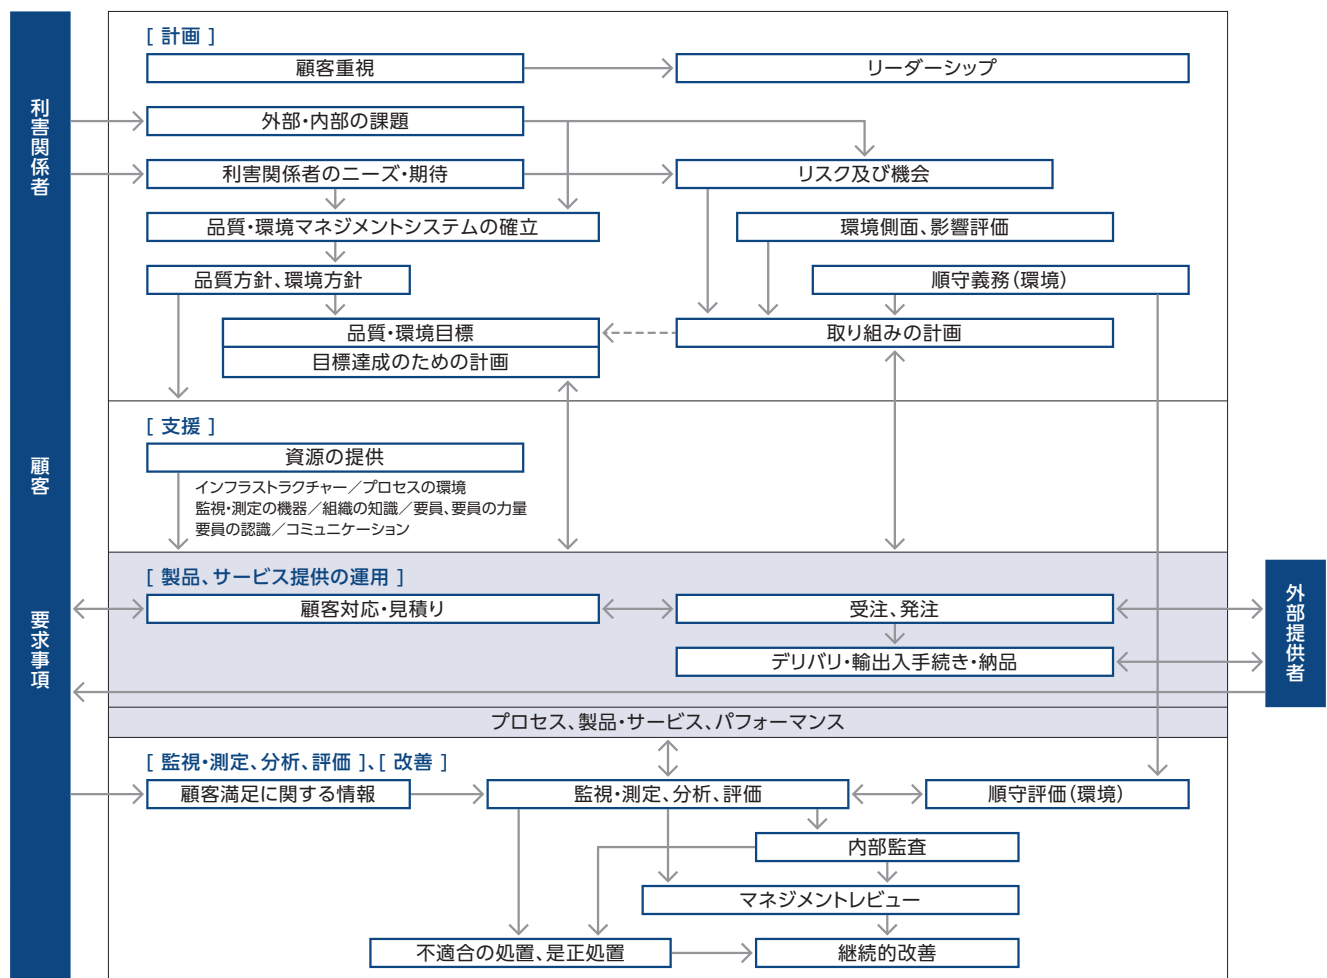 利害関係者
顧客
要求事項
[ 計画 ]
顧客重視
リーダーシップ
外部・内部の課題
利害関係者のニーズ・期待
リスク及び機会
品質・環境マネジメントシステムの確立
環境側面、影響評価
品質方針、環境方針
順守義務(環境)
品質・環境目標
取り組みの計画
目標達成のための計画
[ 支援 ]
資源の提供
インフラストラクチャー／プロセスの環境
監視・測定の機器／組織の知識／要員、要員の力量
要員の認識／コミュニケーション
[ 製品、サービス提供の運用 ]
顧客対応・見積り
受注、発注
デリバリ・輸出入手続き・納品
外部提供者
プロセス、製品・サービス、パフォーマンス
[ 監視・測定、分析、評価 ]、[ 改善 ]
顧客満足に関する情報
監視・測定、分析、評価
順守評価(環境)
内部監査
マネジメントレビュー
不適合の処置、是正処置
継続的改善